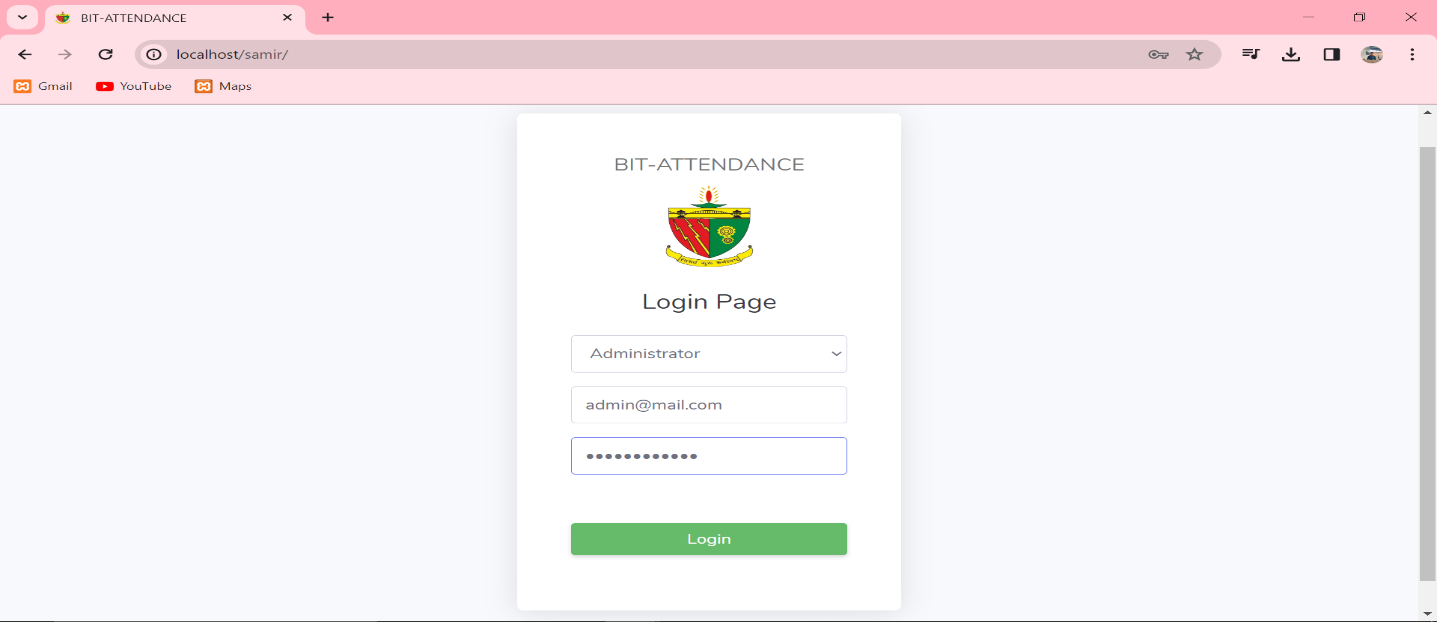 BIT-ATTENDANCE
localhost/samir/
Gmail YouTube Maps
BIT-ATTENDANCE
Login Page
Administrator
admin@mail.com
••••••••••••
Login